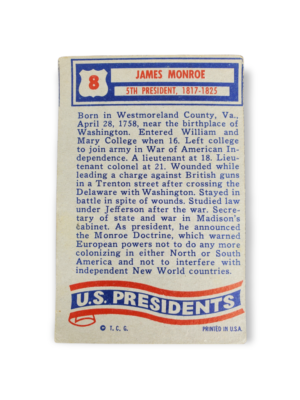 8
JAMES MONROE
5TH PRESIDENT, 1817-1825
Born in Westmoreland County, Va.,
April 28, 1758, near the birthplace of
Washington. Entered William and
Mary College when 16. Left college
to join army in War of American In-
dependence. A lieutenant at 18. Lieu-
tenant colonel at 21. Wounded while
leading a charge against British guns
in a Trenton street after crossing the
Delaware with Washington. Stayed in
battle in spite of wounds. Studied law
under Jefferson after the war. Secre-
tary of state and war in Madison's
cabinet. As president, he announced
the Monroe Doctrine, which warned
European powers not to do any more
colonizing in either North or South
America and not to interfere with
independent New World countries.
U.S. PRESIDENTS
© T. C. G.
PRINTED IN U.S.A.